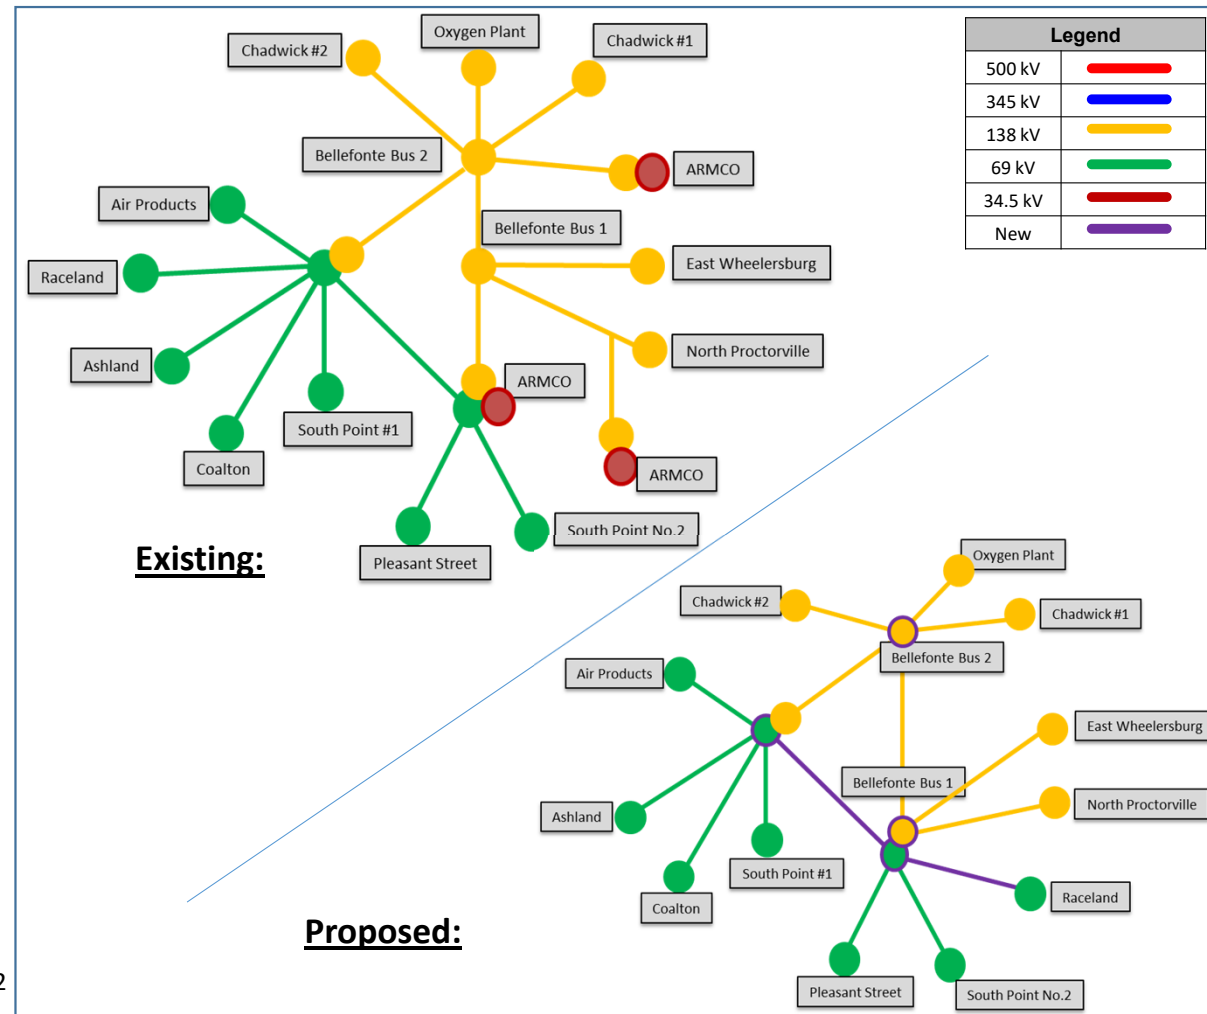 Oxygen Plant
Chadwick #2
Chadwick #1
Bellefonte Bus 2
ARMCO
Air Products
Bellefonte Bus 1
Raceland
East Wheelersburg
Ashland
North Proctorville
ARMCO
South Point #1
Coalton
ARMCO
South Point No.2
Pleasant Street
Existing:
Legend
500 kV
345 kV
138 kV
69 kV
34.5 kV
New
Oxygen Plant
Chadwick #2
Chadwick #1
Bellefonte Bus 2
Air Products
East Wheelersburg
Bellefonte Bus 1
North Proctorville
Ashland
South Point #1
Raceland
Coalton
Proposed:
Pleasant Street
South Point No.2
2